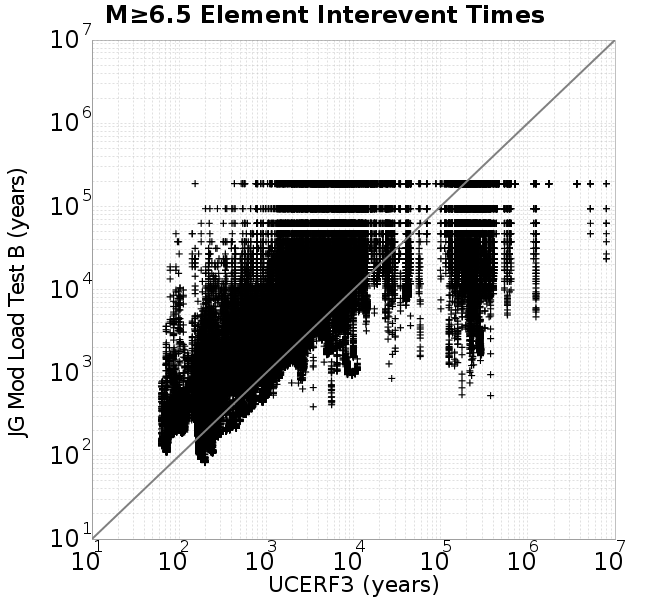 M≥6.5 Element Interevent Times
JG Mod Load Test B (years)
10^7
10^6
10^5
10^4
10^3
10^2
10^1
10^1 10^2 10^3 10^4 10^5 10^6 10^7
UCERF3 (years)